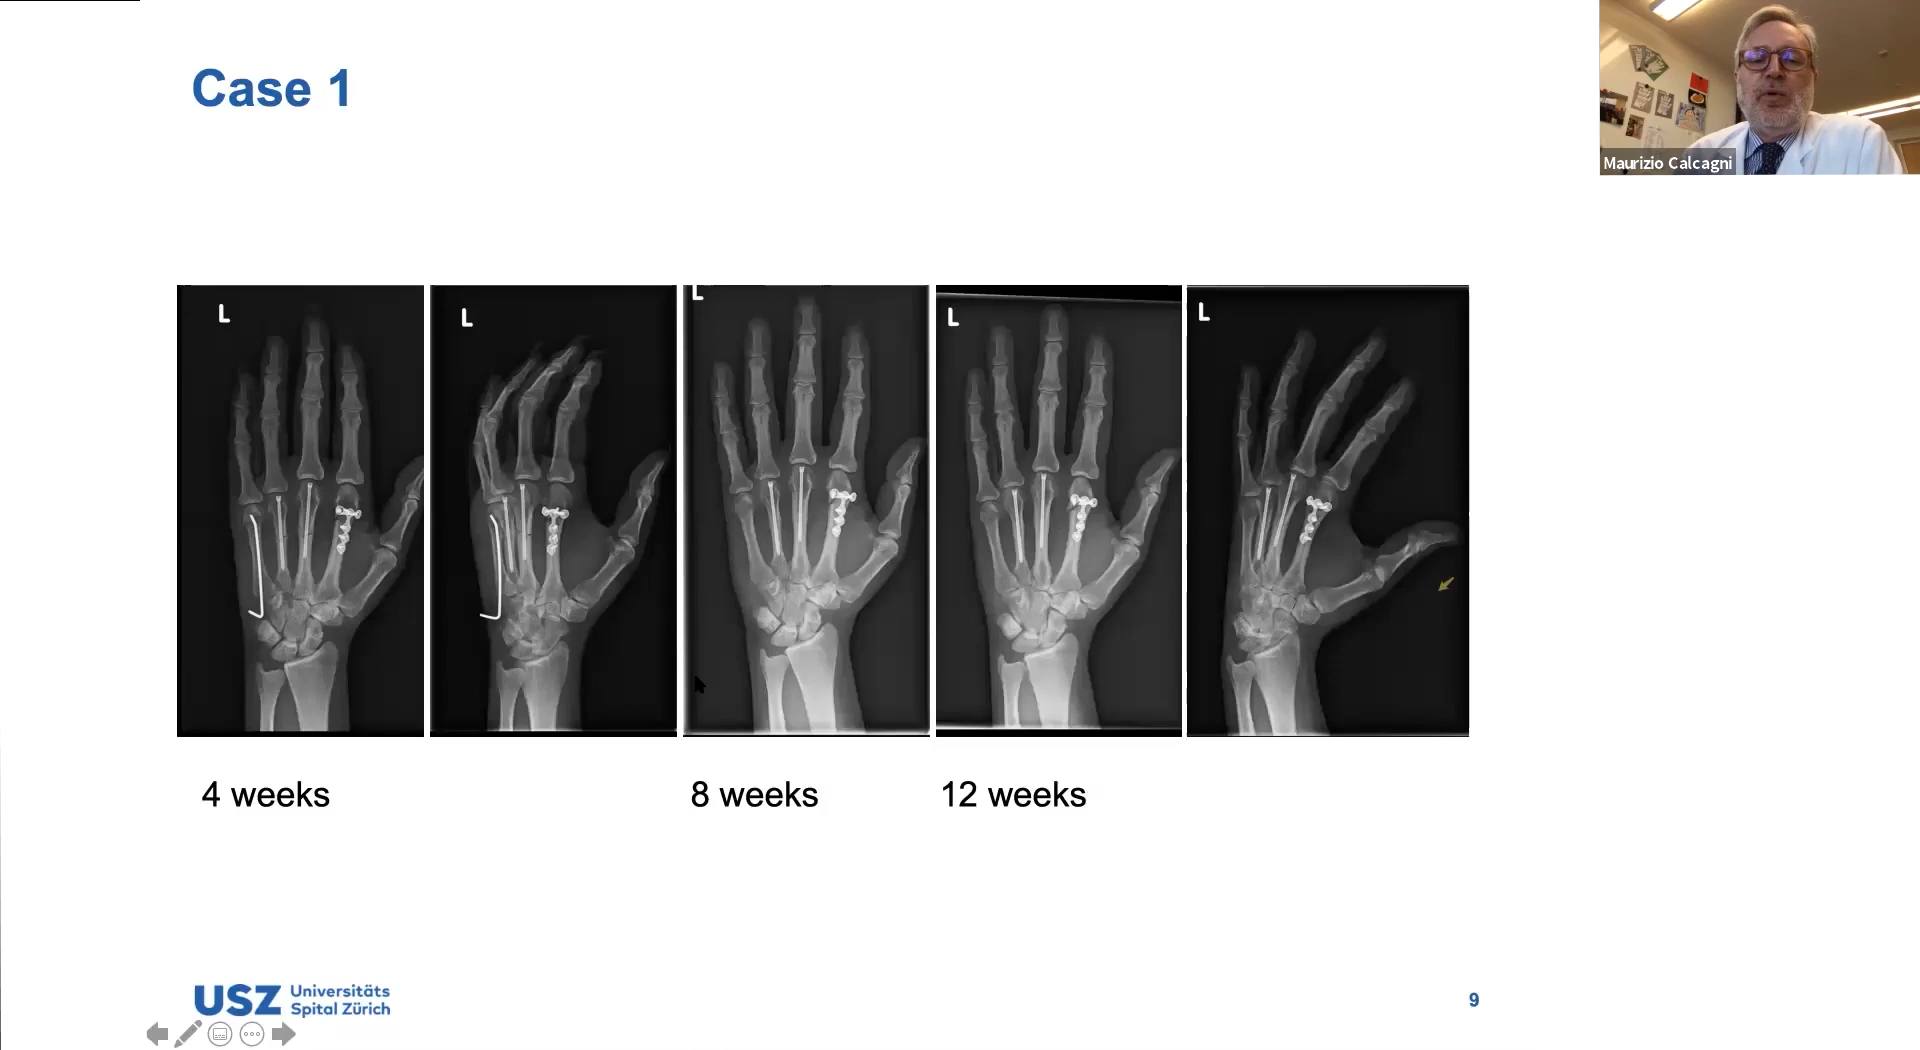 Case 1
Maurizio Calcagni
L
L
L
L
L
4 weeks
8 weeks
12 weeks
USZ Universitäts
Spital Zürich
9